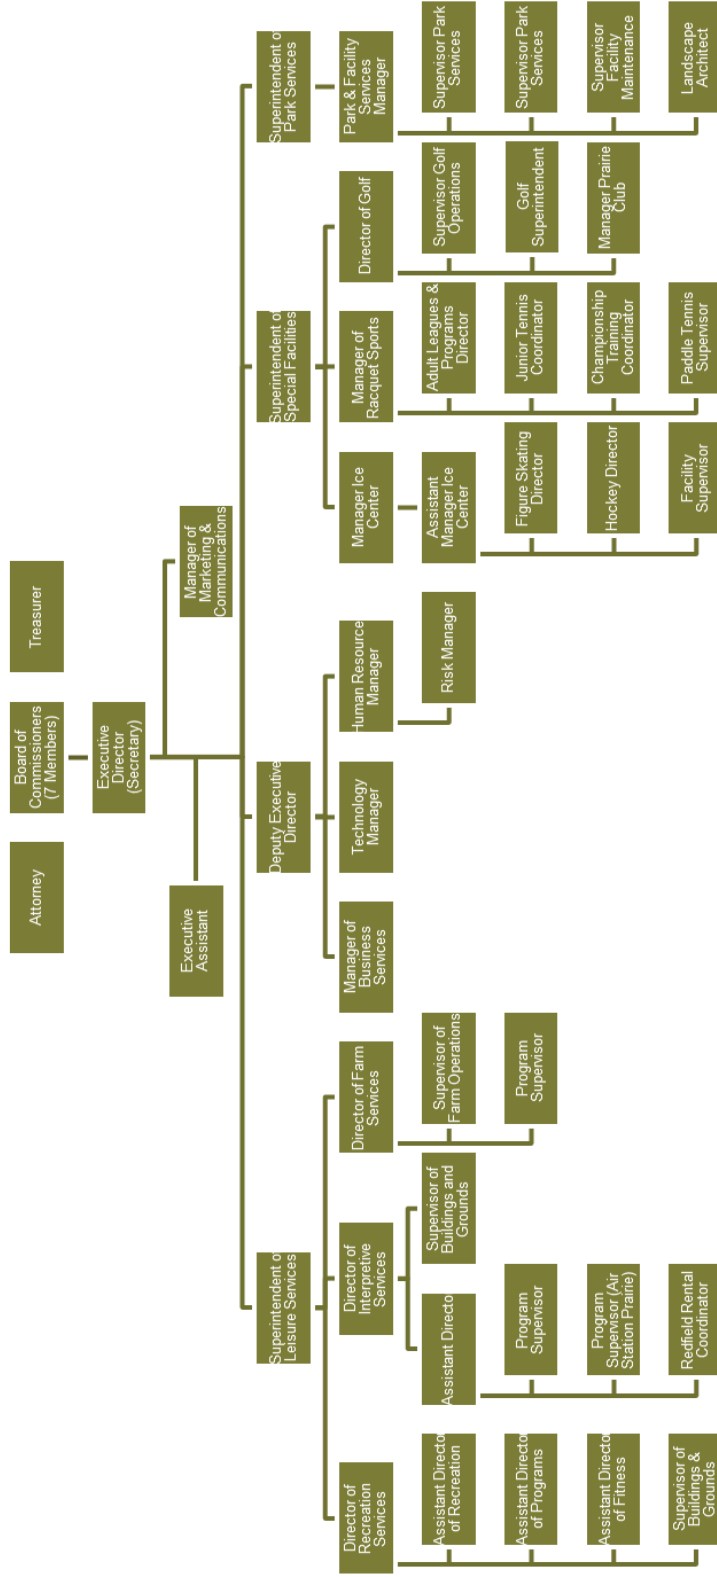 Attorney
Board of
Commissioners
(7 Members)
Treasurer
Executive
Director
(Secretary)
Executive
Assistant
Manager of
Marketing &
Communications
Superintendent of
Leisure Services
Deputy Executive
Director
Superintendent of
Special Facilities
Superintendent of
Park Services
Director of
Recreation
Services
Director of
Interpretive
Services
Director of Farm
Services
Manager of
Business
Services
Technology
Manager
Human Resource
Manager
Manager Ice
Center
Manager of
Racquet Sports
Director of Golf
Park & Facility
Services
Manager
Assistant Directo
of Recreation
Assistant Directo
Supervisor of
Buildings and
Grounds
Supervisor of
Farm Operations
Risk Manager
Assistant
Manager Ice
Center
Adult Leagues &
Programs
Director
Supervisor Golf
Operations
Supervisor Park
Services
Assistant Directo
of Programs
Program
Supervisor
Program
Supervisor
Figure Skating
Director
Junior Tennis
Coordinator
Golf
Superintendent
Supervisor Park
Services
Assistant Directo
of Fitness
Program
Supervisor (Air
Station Prairie)
Hockey Director
Championship
Training
Coordinator
Manager Prairie
Club
Supervisor
Facility
Maintenance
Supervisor of
Buildings &
Grounds
Redfield Rental
Coordinator
Facility
Supervisor
Paddle Tennis
Supervisor
Landscape
Architect